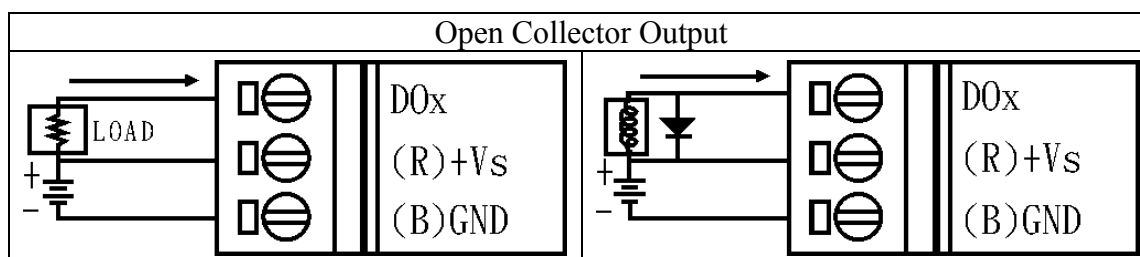 Open Collector Output
LOAD
+
-
DOx
(R)+Vs
(B)GND
+
-
DOx
(R)+Vs
(B)GND